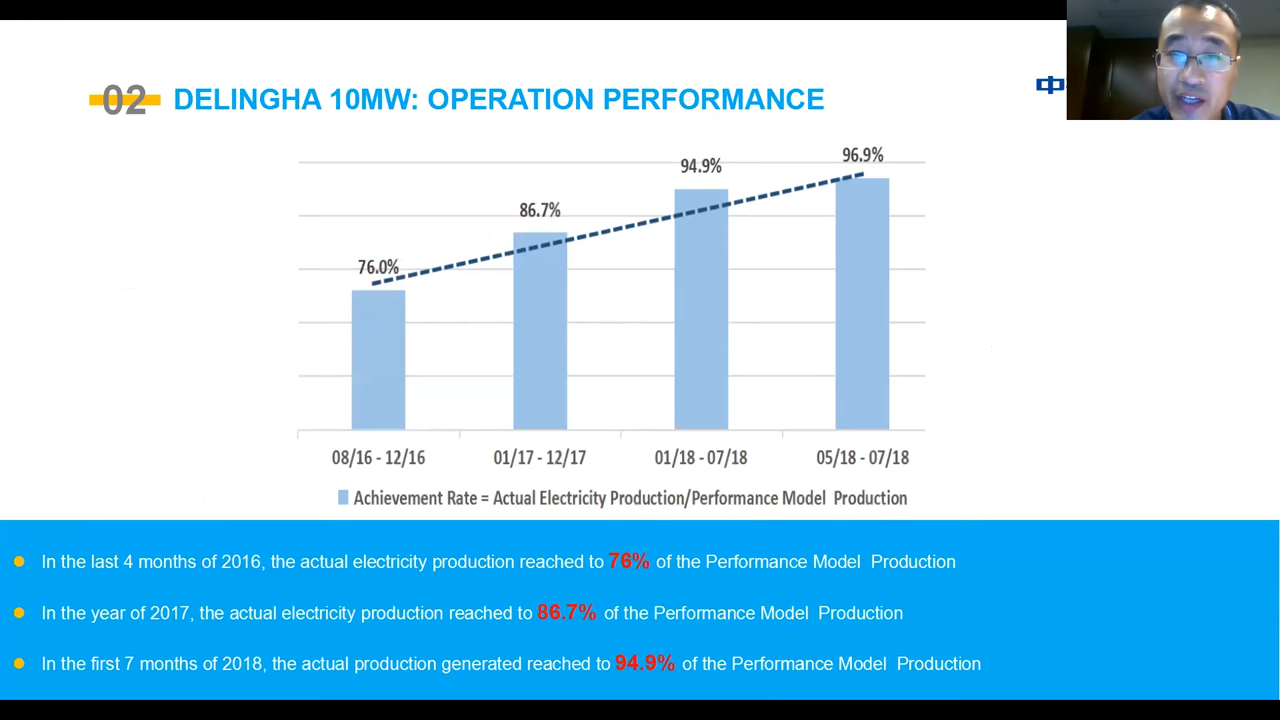 02 DELINGHA 10MW: OPERATION PERFORMANCE
中
76.0%
86.7%
94.9%
96.9%
08/16 - 12/16
01/17 - 12/17
01/18 - 07/18
05/18 - 07/18
Achievement Rate = Actual Electricity Production/Performance Model Production
In the last 4 months of 2016, the actual electricity production reached to 76% of the Performance Model Production
In the year of 2017, the actual electricity production reached to 86.7% of the Performance Model Production
In the first 7 months of 2018, the actual production generated reached to 94.9% of the Performance Model Production